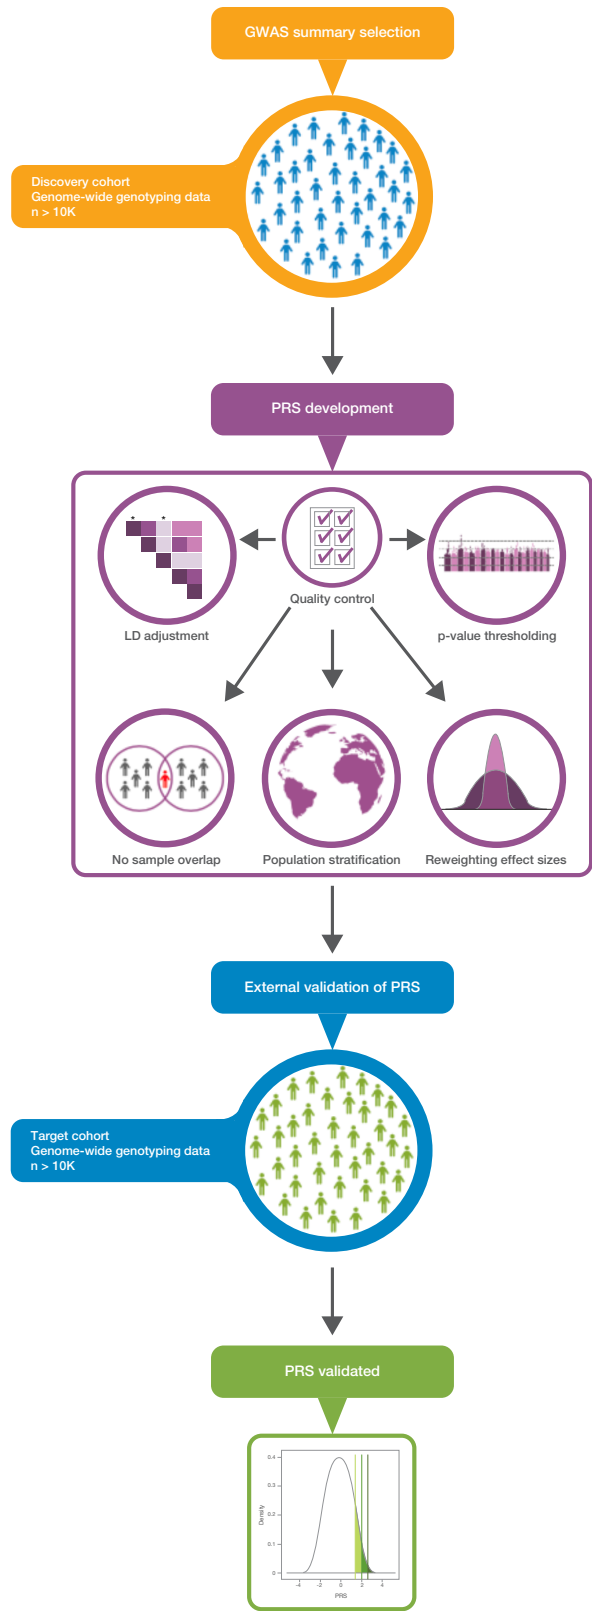 GWAS summary selection
Discovery cohort
Genome-wide genotyping data
n > 10K
PRS development
* *
LD adjustment
Quality control
p-value thresholding
No sample overlap
Population stratification
Reweighting effect sizes
External validation of PRS
Target cohort
Genome-wide genotyping data
n > 10K
PRS validated
0.4
0.3
0.2
0.1
0
Density
-4 -2 0 2 4
PRS